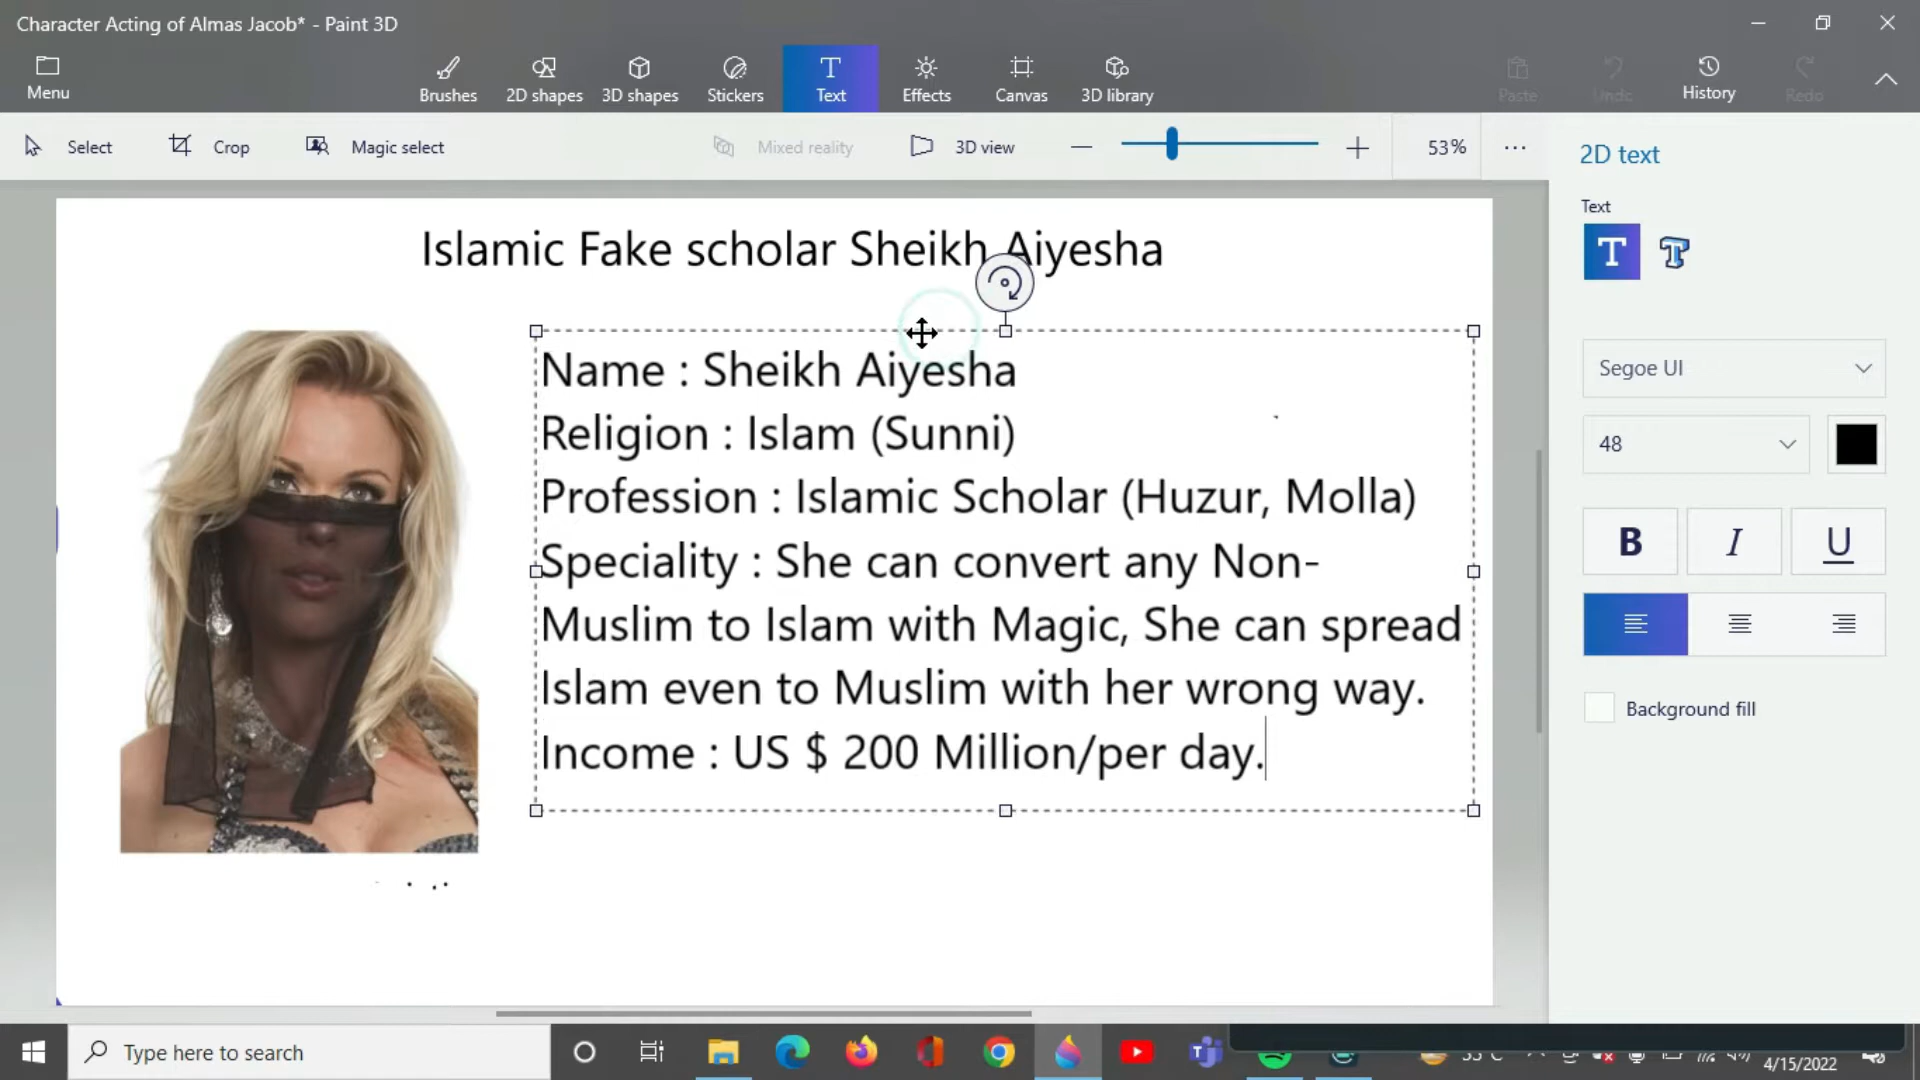 Character Acting of Almas Jacob* - Paint 3D
Menu
Brushes
2D shapes
3D shapes
Stickers
Text
Effects
Canvas
3D library
Paste
Undo
History
Redo
Select
Crop
Magic select
Mixed reality
3D view
53%
2D text
Text
Segoe UI
48
B
I
U
Background fill
Islamic Fake scholar Sheikh Aiyesha
Name : Sheikh Aiyesha
Religion : Islam (Sunni)
Profession : Islamic Scholar (Huzur, Molla)
Speciality : She can convert any Non-
Muslim to Islam with Magic, She can spread
Islam even to Muslim with her wrong way.
Income : US $ 200 Million/per day.
Type here to search
4/15/2022